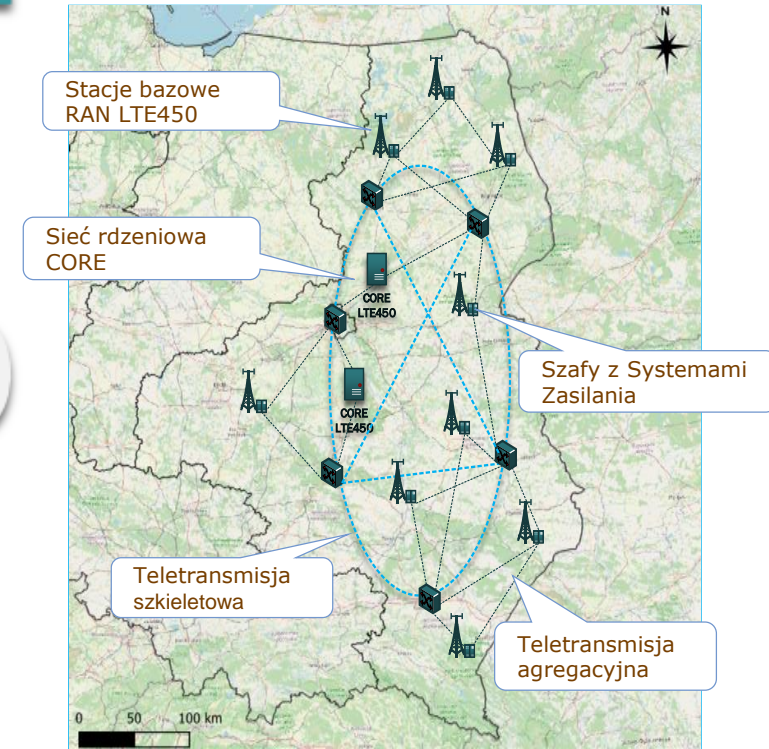 N
Stacje bazowe
RAN LTE450
Sieć rdzeniowa
CORE
CORE
LTE450
Szafy z Systemami
Zasilania
CORE
LTE450
Teletransmisja
szkieletowa
Teletransmisja
agregacyjna
0 50 100 km